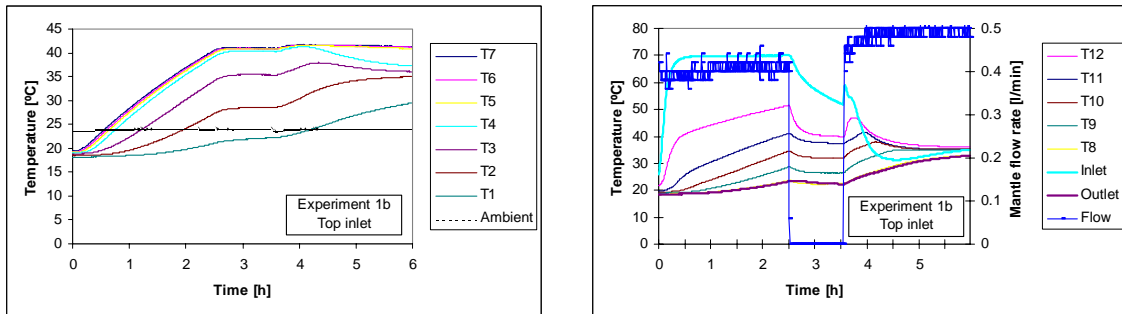 Temperature [ºC]
45
40
35
30
25
20
15
10
5
0
0
1
2
3
4
5
6
Time [h]
Experiment 1b
Top inlet
T7
T6
T5
T4
T3
T2
T1
Ambient
Temperature [ºC]
80
70
60
50
40
30
20
10
0
0
1
2
3
4
5
Time [h]
0.5
0.4
0.3
0.2
0.1
0
Mantle flow rate [l/min]
Experiment 1b
Top inlet
T12
T11
T10
T9
T8
Inlet
Outlet
Flow